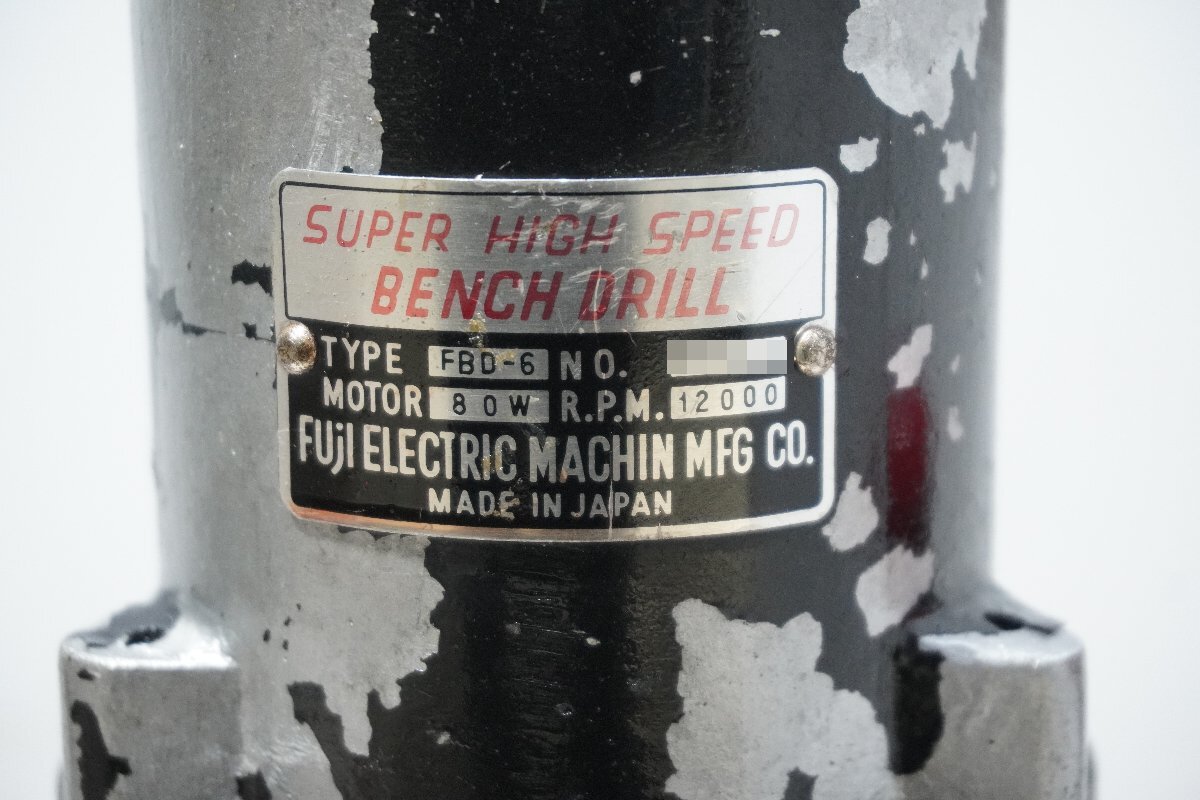 SUPER HIGH SPEED
BENCH DRILL
TYPE FBD-6 NO.
MOTOR 80W R.P.M. 12000
FUjI ELECTRIC MACHIN MFG CO.
MADE IN JAPAN